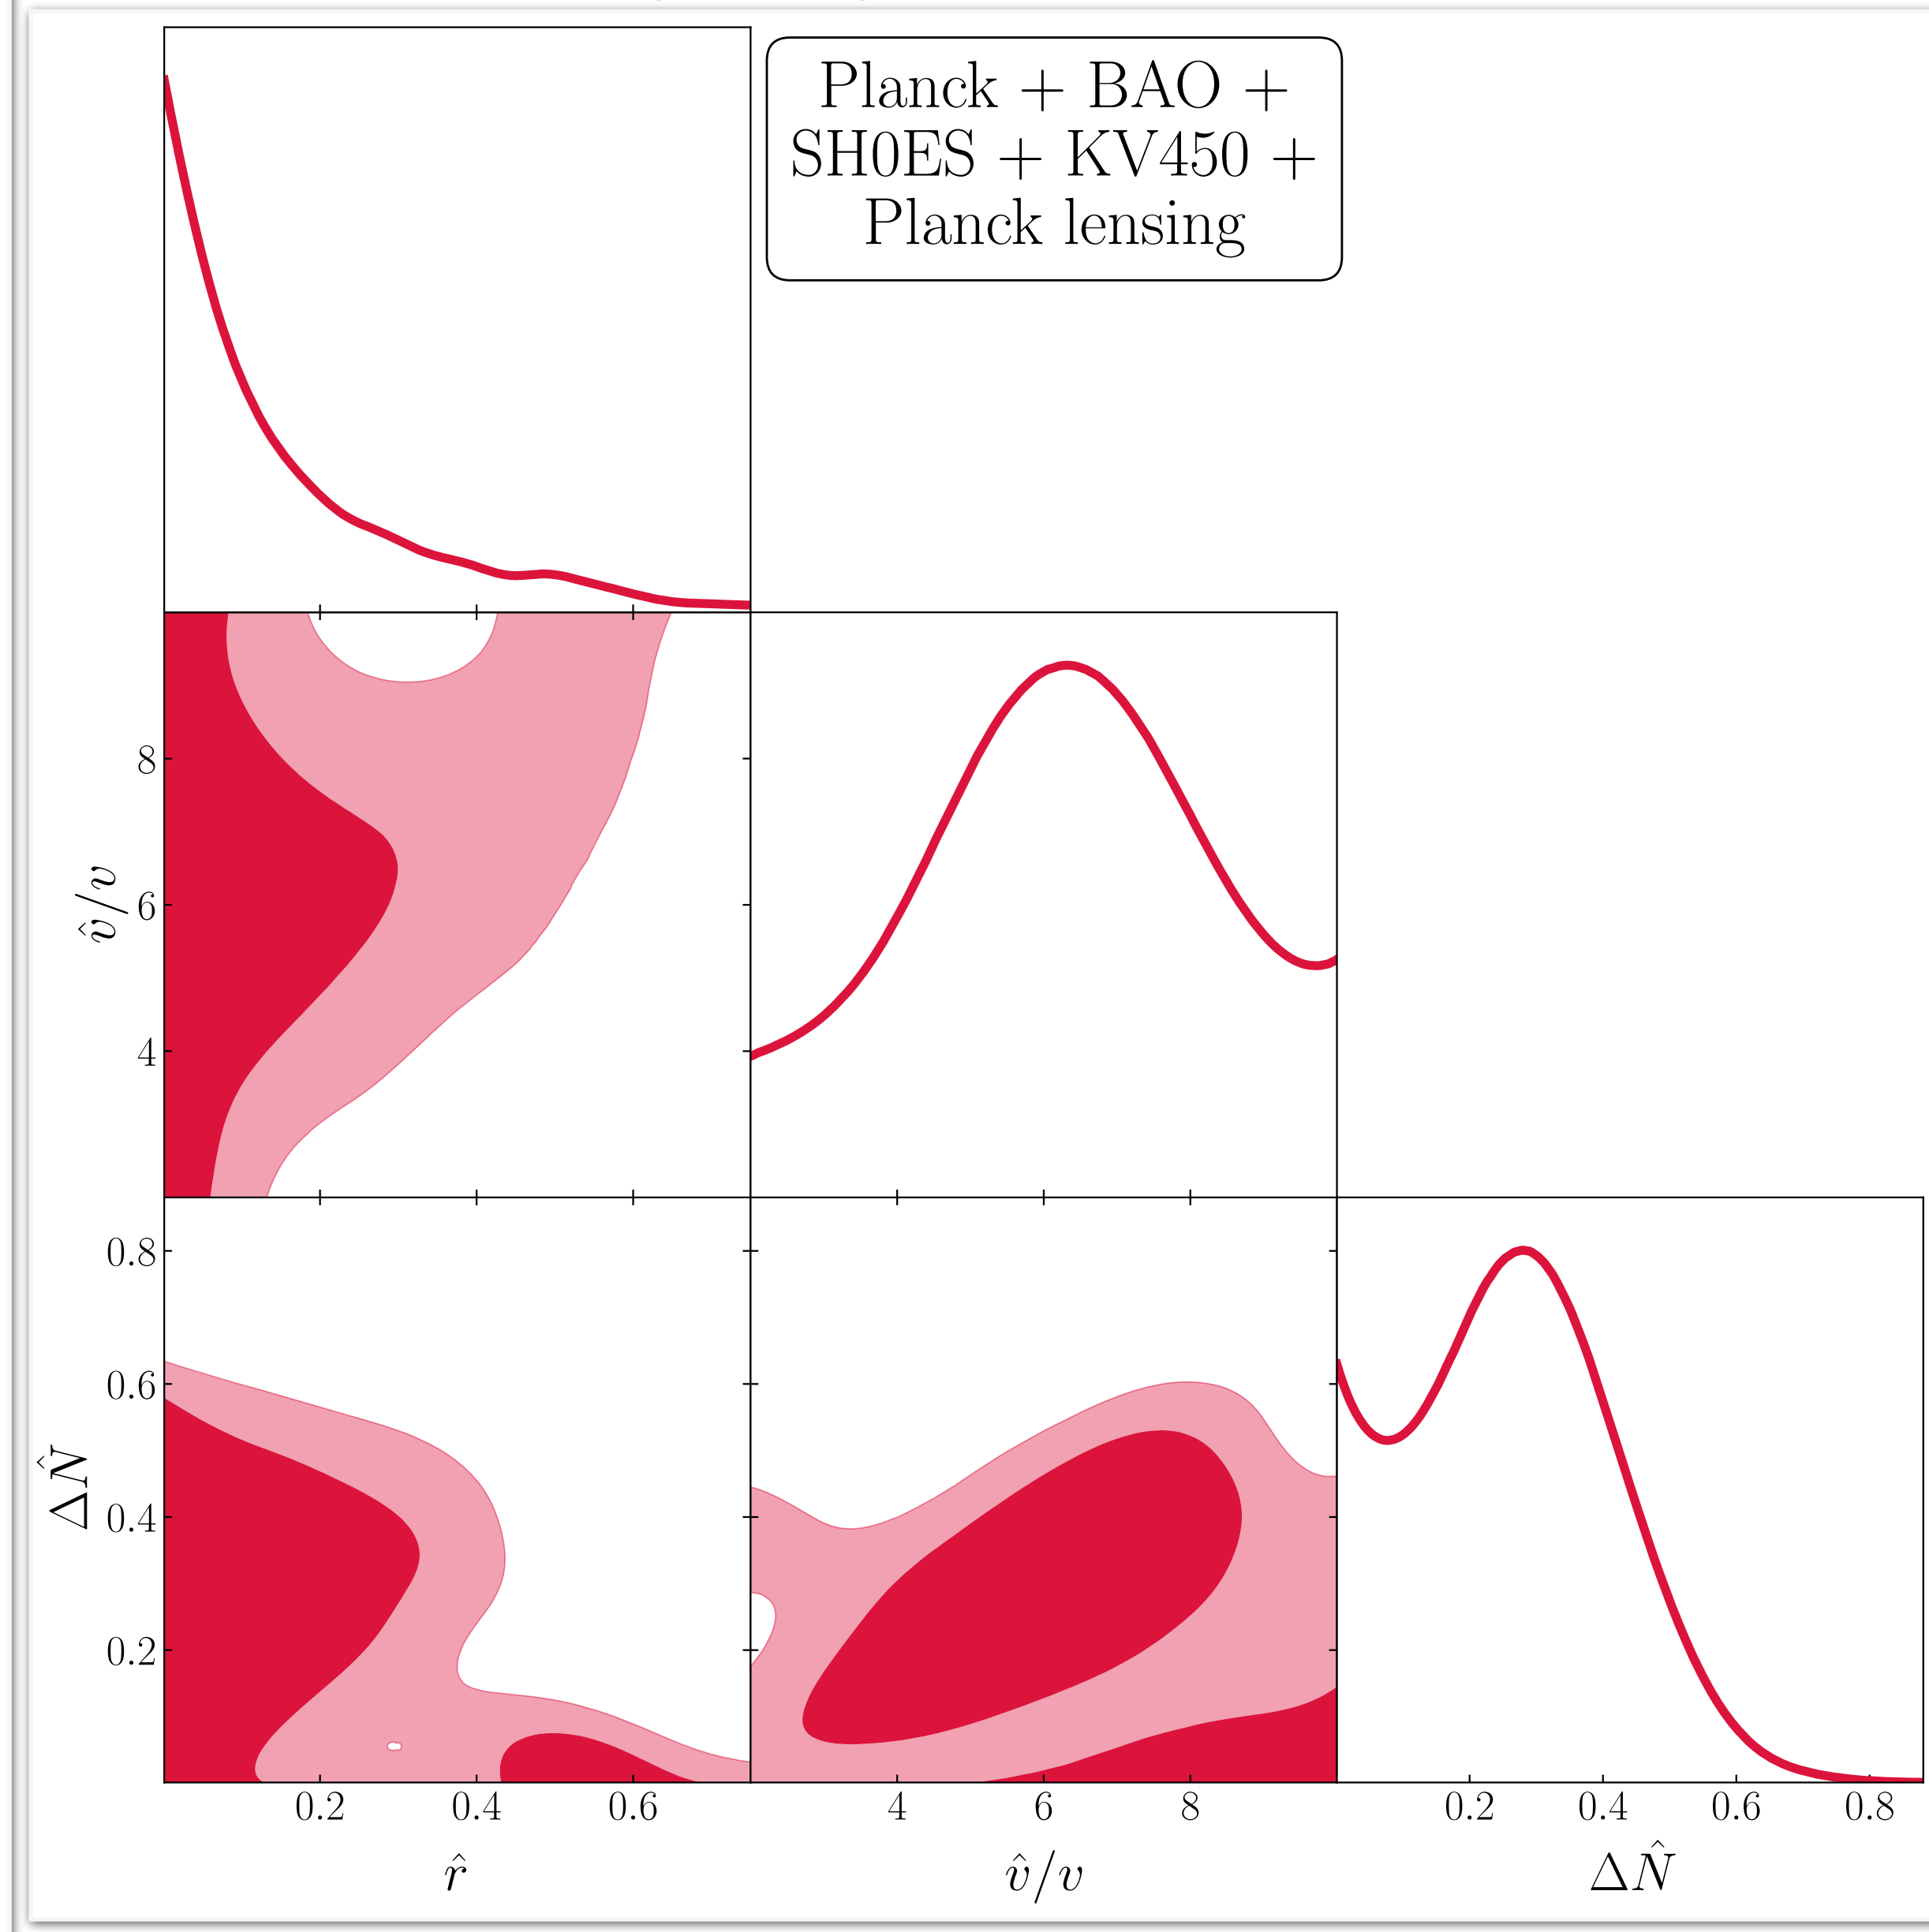 Planck + BAO +
SH0ES + KV450 +
Planck lensing
8
6
4
v̂/v
0.8
0.6
0.4
0.2
ΔN̂
0.2 0.4 0.6 4 6 8 0.2 0.4 0.6 0.8
r̂ v̂/v ΔN̂